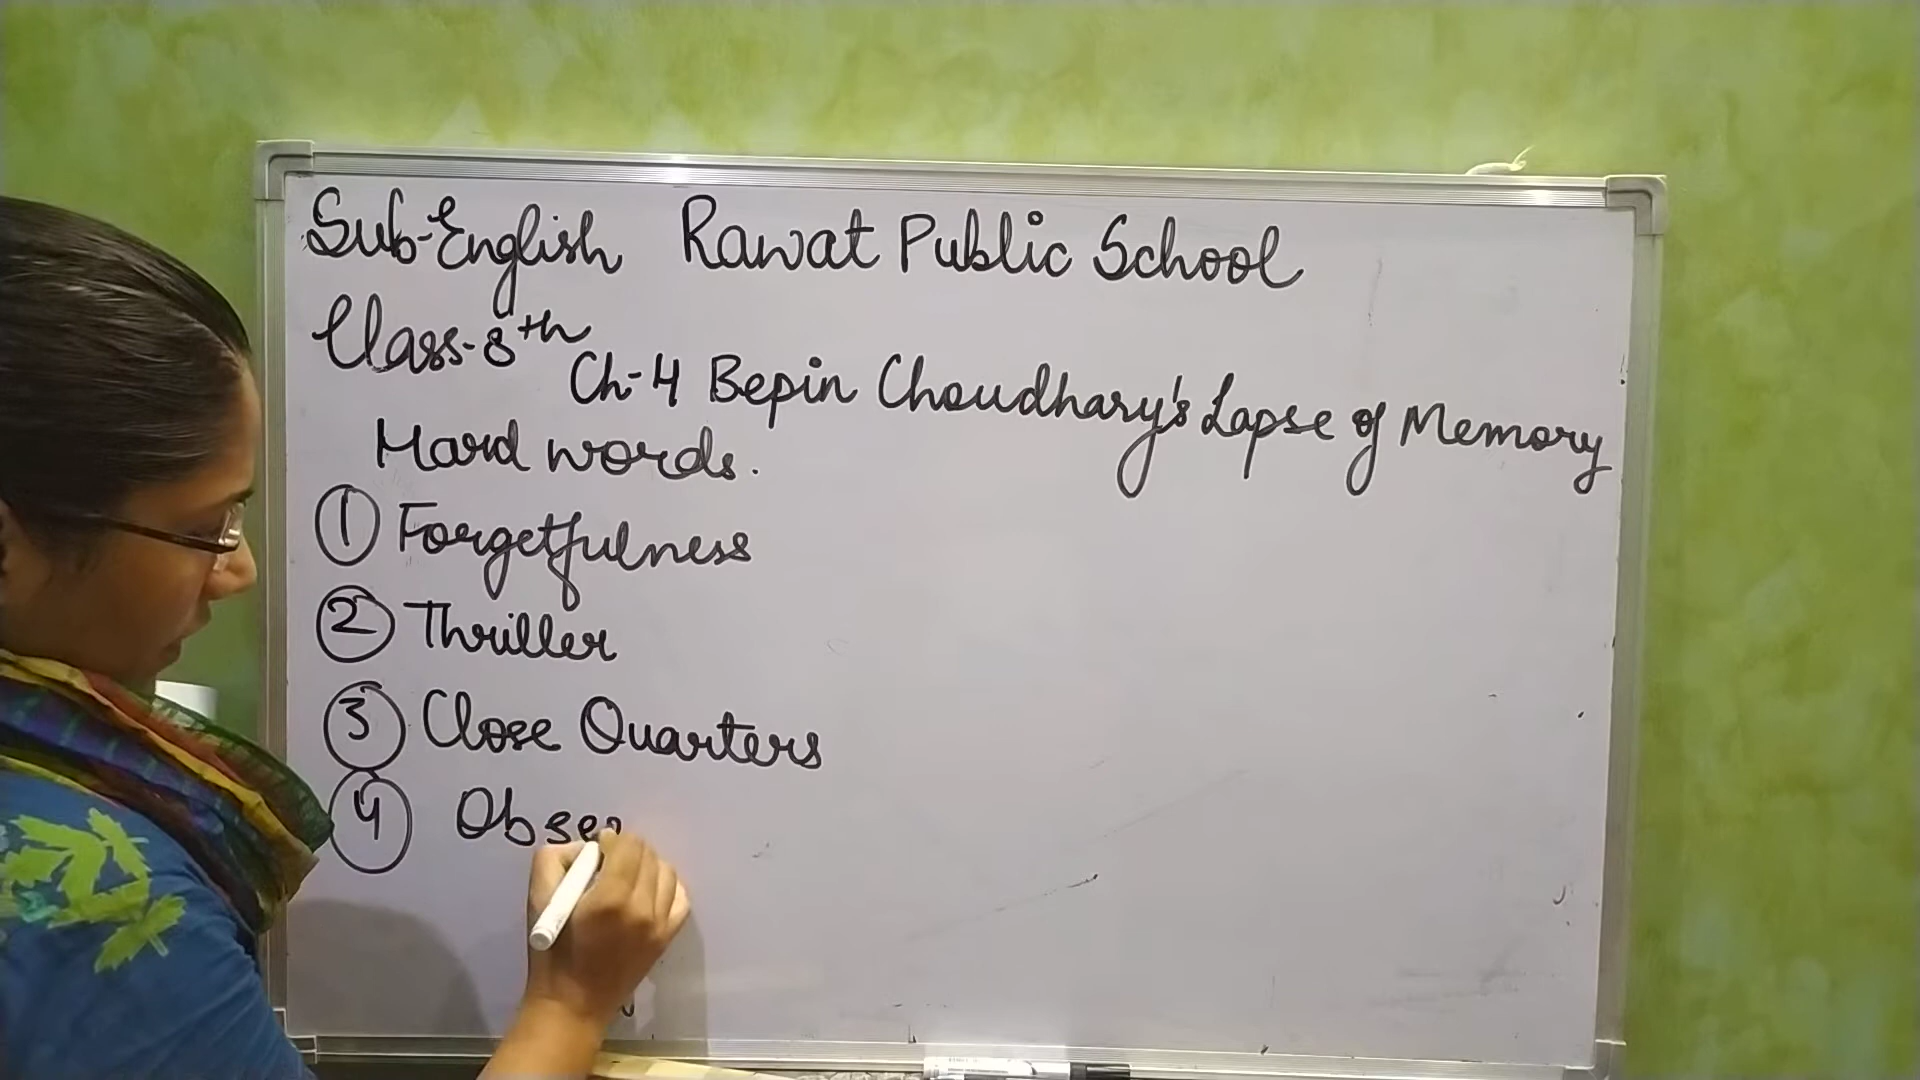 Sub-English Rawat Public School
Class-8th
Ch-4 Bepin Choudhary's Lapse of Memory
Hard words.
1 Forgetfulness
2 Thriller
3 Close Quarters
4 Obse